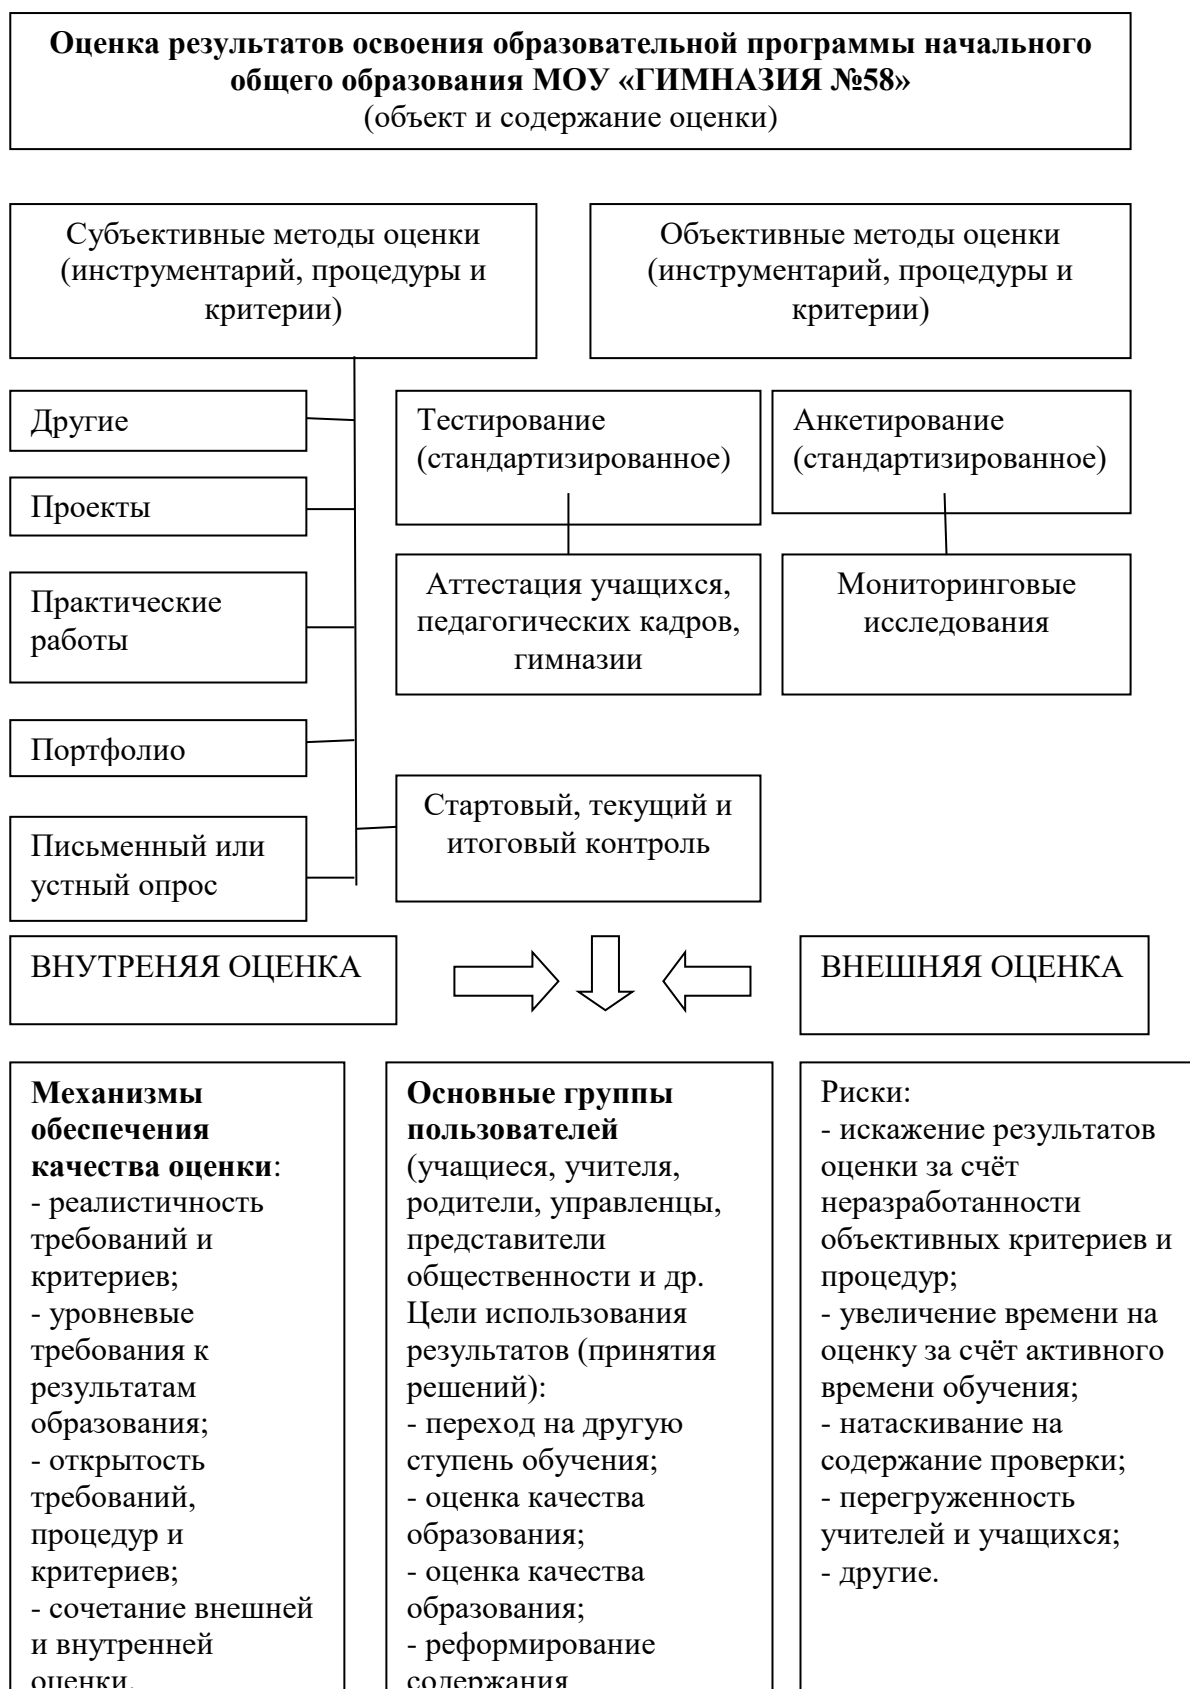 Оценка результатов освоения образовательной программы начального
общего образования МОУ «ГИМНАЗИЯ №58»
(объект и содержание оценки)
Субъективные методы оценки
(инструментарий, процедуры и
критерии)
Объективные методы оценки
(инструментарий, процедуры и
критерии)
Другие
Проекты
Практические
работы
Портфолио
Письменный или
устный опрос
Тестирование
(стандартизированное)
Анкетирование
(стандартизированное)
Аттестация учащихся,
педагогических кадров,
гимназии
Мониторинговые
исследования
Стартовый, текущий и
итоговый контроль
ВНУТРЕНЯЯ ОЦЕНКА
ВНЕШНЯЯ ОЦЕНКА
Механизмы
обеспечения
качества оценки:
- реалистичность
требований и
критериев;
- уровневые
требования к
результатам
образования;
- открытость
требований,
процедур и
критериев;
- сочетание внешней
и внутренней
оценки.
Основные группы
пользователей
(учащиеся, учителя,
родители, управленцы,
представители
общественности и др.
Цели использования
результатов (принятия
решений):
- переход на другую
ступень обучения;
- оценка качества
образования;
- оценка качества
образования;
- реформирование
содержания
Риски:
- искажение результатов
оценки за счёт
неразработанности
объективных критериев и
процедур;
- увеличение времени на
оценку за счёт активного
времени обучения;
- натаскивание на
содержание проверки;
- перегруженность
учителей и учащихся;
- другие.